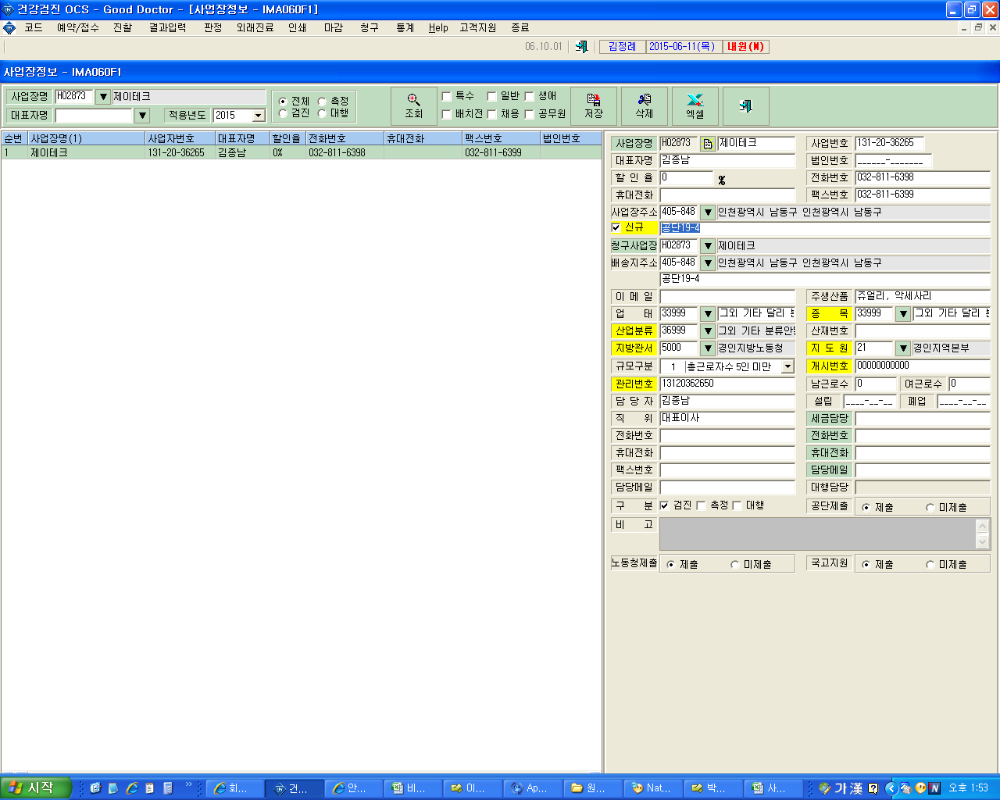 건강검진 OCS - Good Doctor - [사업장정보 - IMA060F1]
코드 예약/접수 진찰 결과입력 판정 외래진료 인쇄 마감 청구 통계 Help 고객지원 종료
06.10.01 김정례 2015-06-11(목) 내원(W)
사업장정보 - IMA060F1
사업장명 H02873 제이테크 전체 측정 조회 특수 일반 생애 저장 삭제 엑셀
대표자명 적용년도 2015 검진 대행 배치전 채용 공무원
순번 사업장명(1) 사업자번호 대표자명 할인율 전화번호 휴대전화 팩스번호 법인번호
1 제이테크 131-20-36265 김종남 0% 032-811-6398 032-811-6399
사업장명 H02873 제이테크 사업번호 131-20-36265
대표자명 김종남 법인번호 ______-_______
할 인 율 0 % 전화번호 032-811-6398
휴대전화 팩스번호 032-811-6399
사업장주소 405-848 인천광역시 남동구 인천광역시 남동구
신규 공단19-4
청구사업장 H02873 제이테크
배송지주소 405-848 인천광역시 남동구 인천광역시 남동구
공단19-4
이 메 일 주생산품 쥬얼리, 악세사리
업 태 33999 그외 기타 달리 종 목 33999 그외 기타 달리
산업분류 36999 그외 기타 분류안 산재번호
지방관서 5000 경인지방노동청 지 도 원 21 경인지역본부
규모구분 1 총근로자수 5인 미만 개시번호 00000000000
관리번호 13120362650 남근로수 0 여근로수 0
담 당 자 김종남 설립 ____-__-__ 폐업 ____-__-__
직 위 대표이사 세금담당
전화번호 전화번호
휴대전화 휴대전화
팩스번호 담당메일
담당메일 대행담당
구 분 검진 측정 대행 공단제출 제출 미제출
비 고
노동청제출 제출 미제출 국고지원 제출 미제출
시작 회... 건... 안... 비... 이... Ap... 원... Nat... 박... 사... 가 漢 오후 1:53